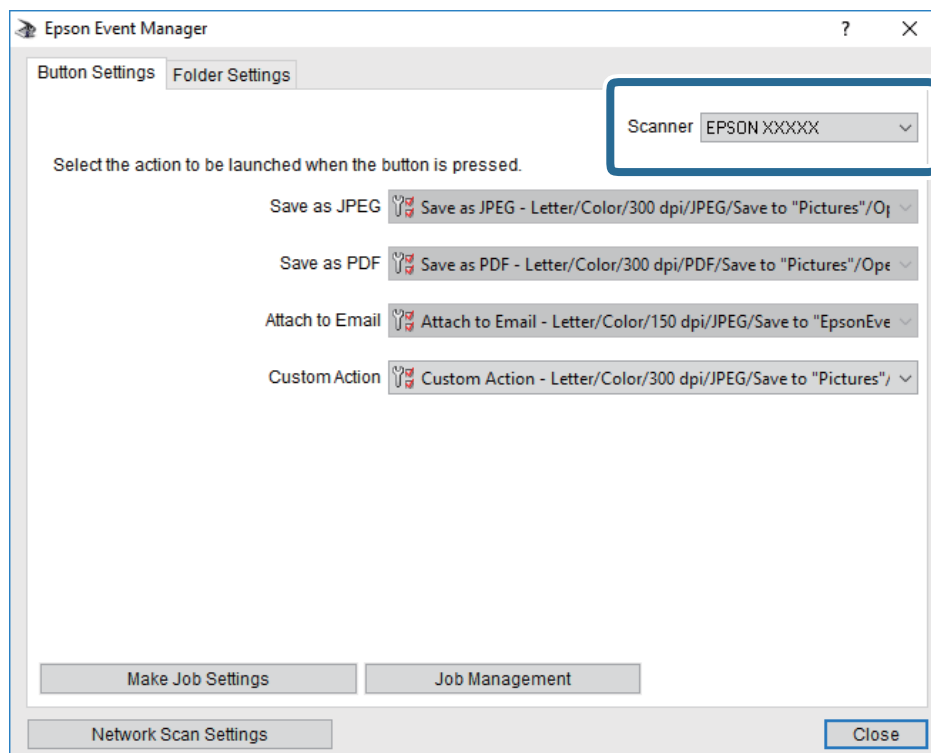 Epson Event Manager ?
Button Settings Folder Settings
Scanner EPSON XXXXX
Select the action to be launched when the button is pressed.
Save as JPEG Save as JPEG - Letter/Color/300 dpi/JPEG/Save to "Pictures"/Op
Save as PDF Save as PDF - Letter/Color/300 dpi/PDF/Save to "Pictures"/Ope
Attach to Email Attach to Email - Letter/Color/150 dpi/JPEG/Save to "EpsonEve
Custom Action Custom Action - Letter/Color/300 dpi/JPEG/Save to "Pictures"/
Make Job Settings Job Management
Network Scan Settings Close